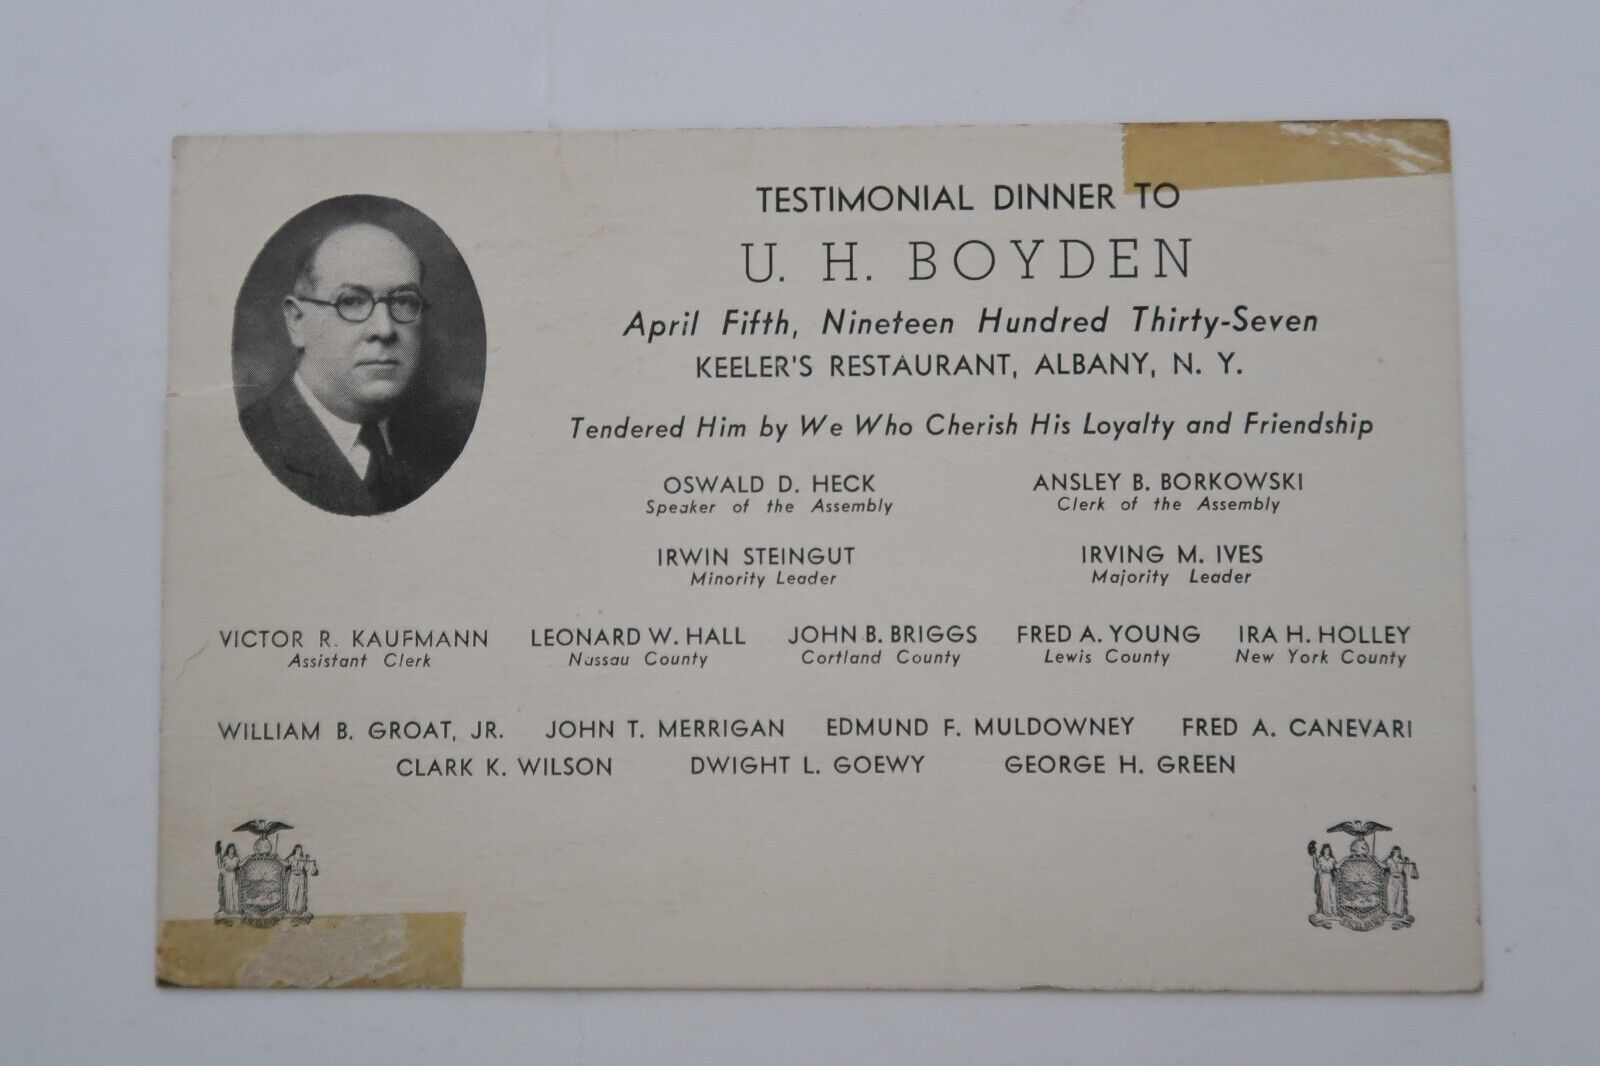 TESTIMONIAL DINNER TO
U. H. BOYDEN
April Fifth, Nineteen Hundred Thirty-Seven
KEELER'S RESTAURANT, ALBANY, N. Y.
Tendered Him by We Who Cherish His Loyalty and Friendship
OSWALD D. HECK ANSLEY B. BORKOWSKI
Speaker of the Assembly Clerk of the Assembly
IRWIN STEINGUT IRVING M. IVES
Minority Leader Majority Leader
VICTOR R. KAUFMANN LEONARD W. HALL JOHN B. BRIGGS FRED A. YOUNG IRA H. HOLLEY
Assistant Clerk Nassau County Cortland County Lewis County New York County
WILLIAM B. GROAT, JR. JOHN T. MERRIGAN EDMUND F. MULDOWNEY FRED A. CANEVARI
CLARK K. WILSON DWIGHT L. GOEWY GEORGE H. GREEN
EXCELSIOR EXCELSIOR